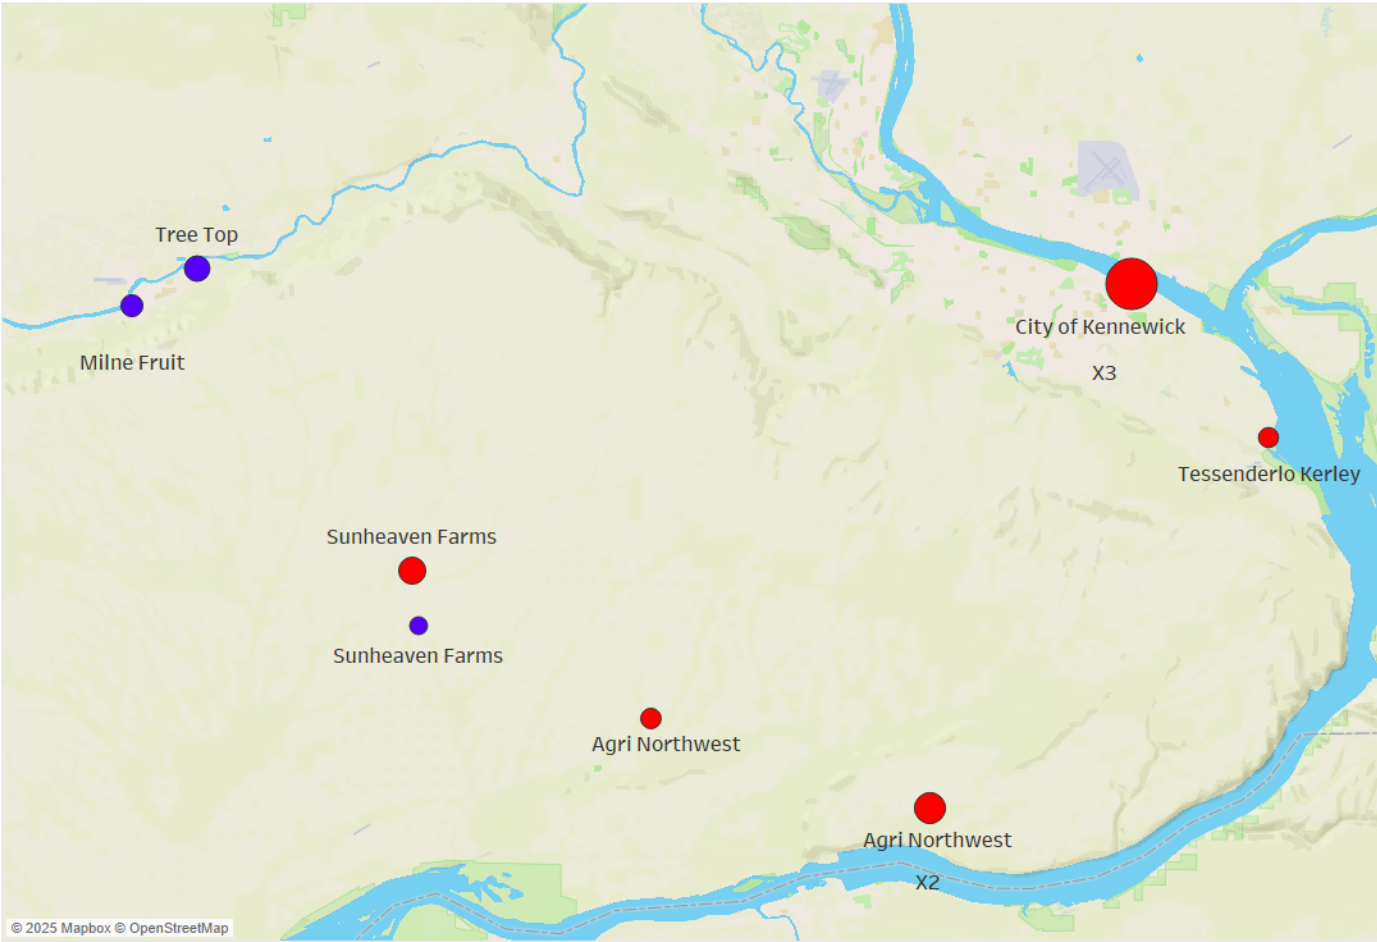 Tree Top
Milne Fruit
City of Kennewick
X3
Tessenderlo Kerley
Sunheaven Farms
Sunheaven Farms
Agri Northwest
Agri Northwest
X2
© 2025 Mapbox © OpenStreetMap